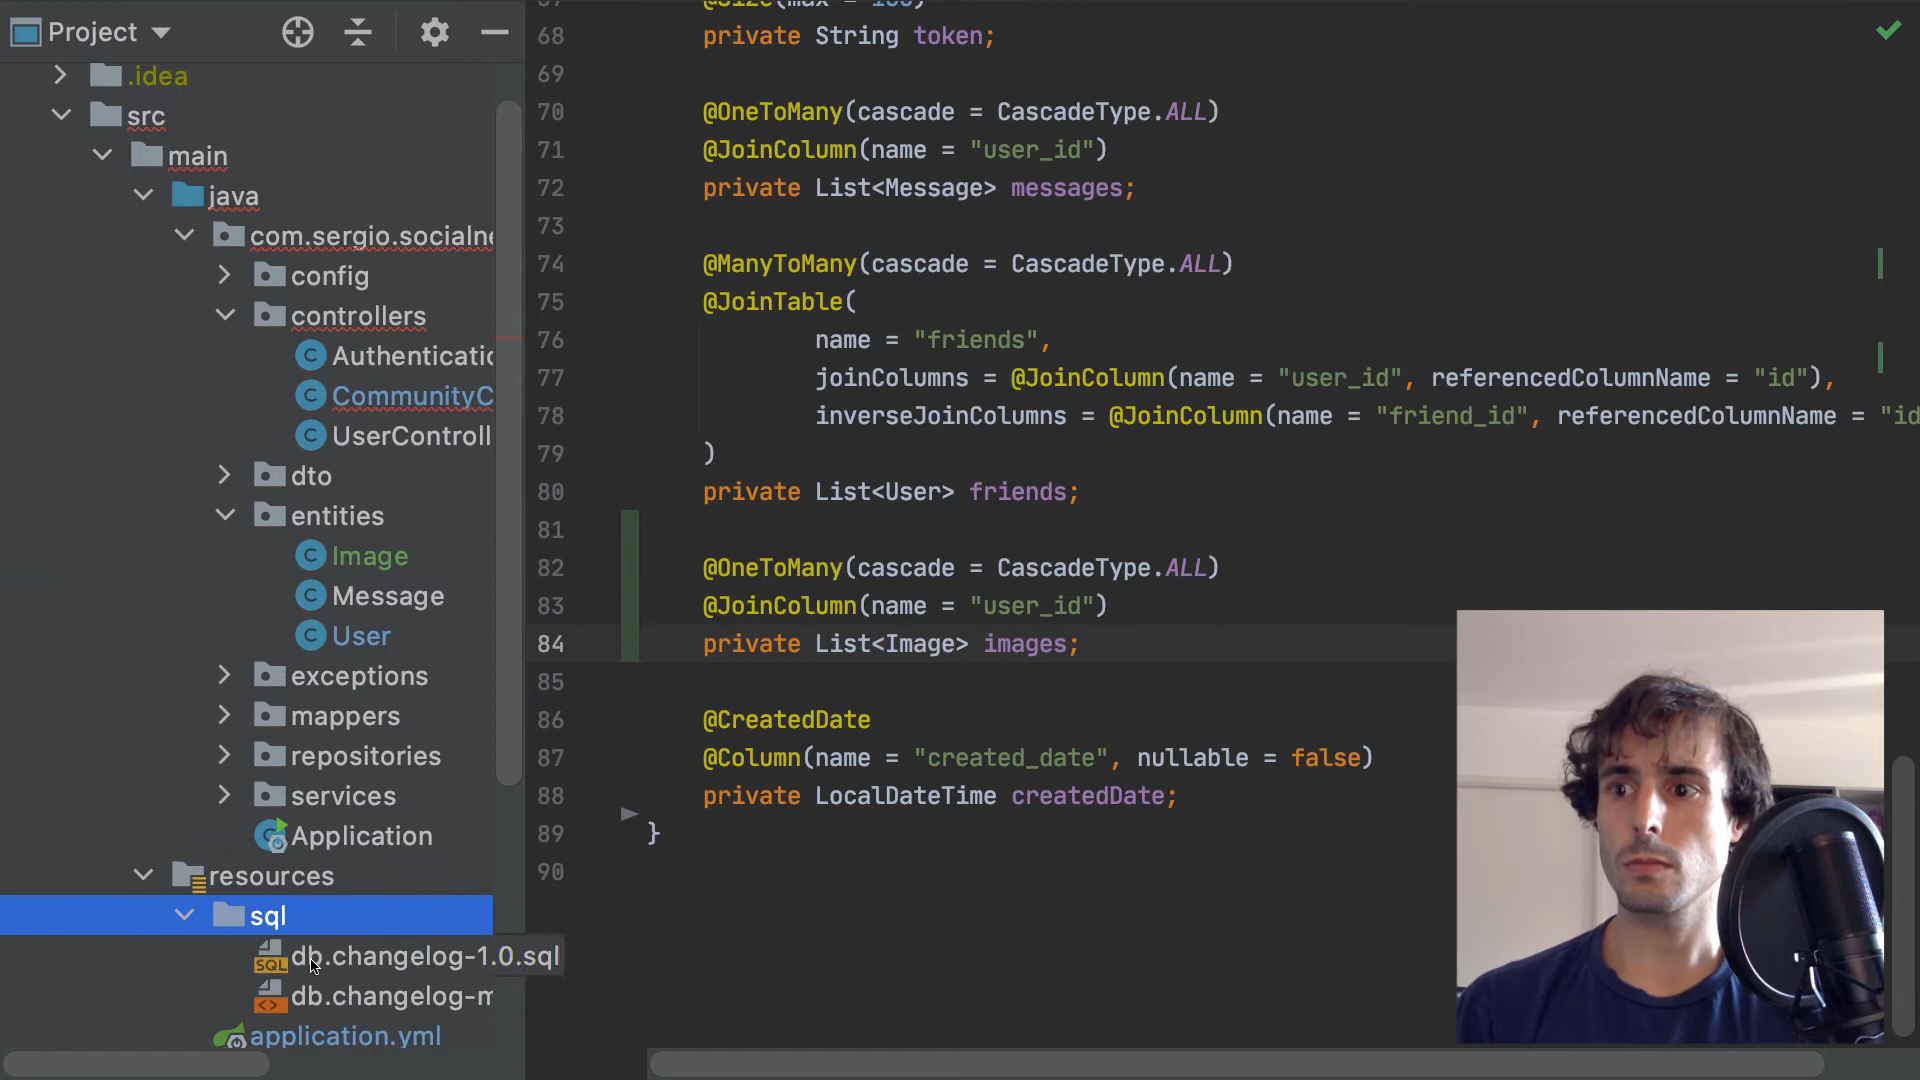 Project
.idea
src
main
java
com.sergio.socialne
config
controllers
Authenticatic
CommunityC
UserControll
dto
entities
Image
Message
User
exceptions
mappers
repositories
services
Application
resources
sql
db.changelog-1.0.sql
db.changelog-m
application.yml
68 private String token;
69
70 @OneToMany(cascade = CascadeType.ALL)
71 @JoinColumn(name = "user_id")
72 private List<Message> messages;
73
74 @ManyToMany(cascade = CascadeType.ALL)
75 @JoinTable(
76 name = "friends",
77 joinColumns = @JoinColumn(name = "user_id", referencedColumnName = "id"),
78 inverseJoinColumns = @JoinColumn(name = "friend_id", referencedColumnName = "id
79 )
80 private List<User> friends;
81
82 @OneToMany(cascade = CascadeType.ALL)
83 @JoinColumn(name = "user_id")
84 private List<Image> images;
85
86 @CreatedDate
87 @Column(name = "created_date", nullable = false)
88 private LocalDateTime createdDate;
89 }
90